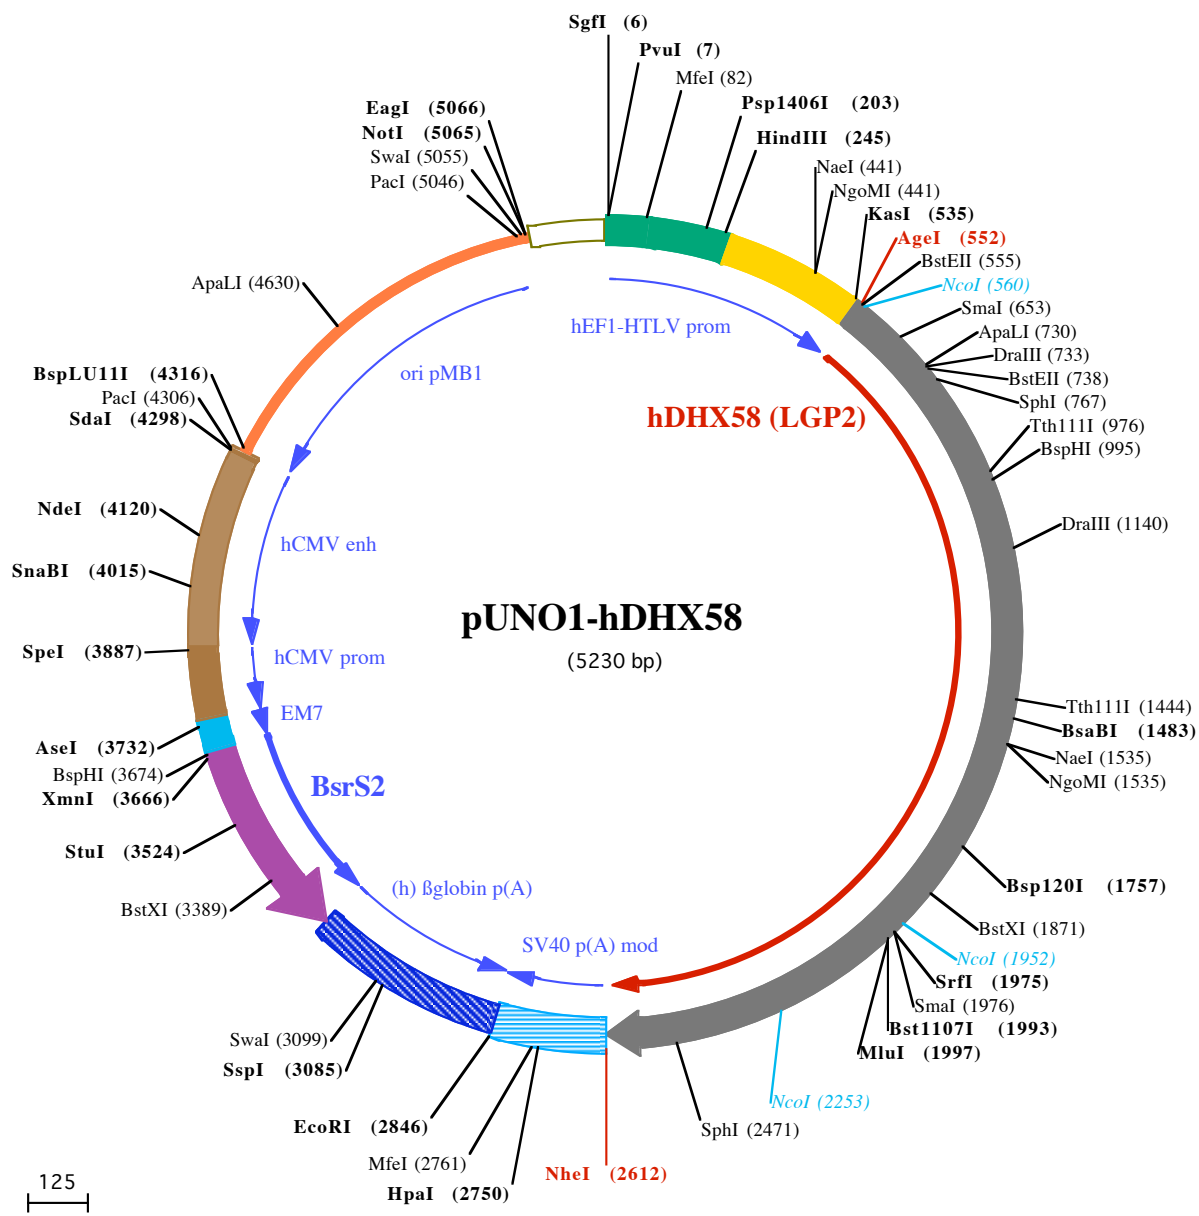 SgfI (6)
PvuI (7)
MfeI (82)
Psp1406I (203)
HindIII (245)
NaeI (441)
NgoMI (441)
KasI (535)
AgeI (552)
BstEII (555)
NcoI (560)
SmaI (653)
ApaLI (730)
DraIII (733)
BstEII (738)
SphI (767)
Tth111I (976)
BspHI (995)
DraIII (1140)
Tth111I (1444)
BsaBI (1483)
NaeI (1535)
NgoMI (1535)
Bsp120I (1757)
BstXI (1871)
NcoI (1952)
SrfI (1975)
SmaI (1976)
Bst1107I (1993)
MluI (1997)
NcoI (2253)
SphI (2471)
NheI (2612)
HpaI (2750)
MfeI (2761)
EcoRI (2846)
SspI (3085)
SwaI (3099)
BstXI (3389)
StuI (3524)
XmnI (3666)
BspHI (3674)
AseI (3732)
SpeI (3887)
SnaBI (4015)
NdeI (4120)
SdaI (4298)
PacI (4306)
BspLU11I (4316)
ApaLI (4630)
PacI (5046)
SwaI (5055)
NotI (5065)
EagI (5066)
hEF1-HTLV prom
hDHX58 (LGP2)
ori pMB1
hCMV enh
hCMV prom
EM7
BsrS2
(h) ßglobin p(A)
SV40 p(A) mod
pUNO1-hDHX58
(5230 bp)
125